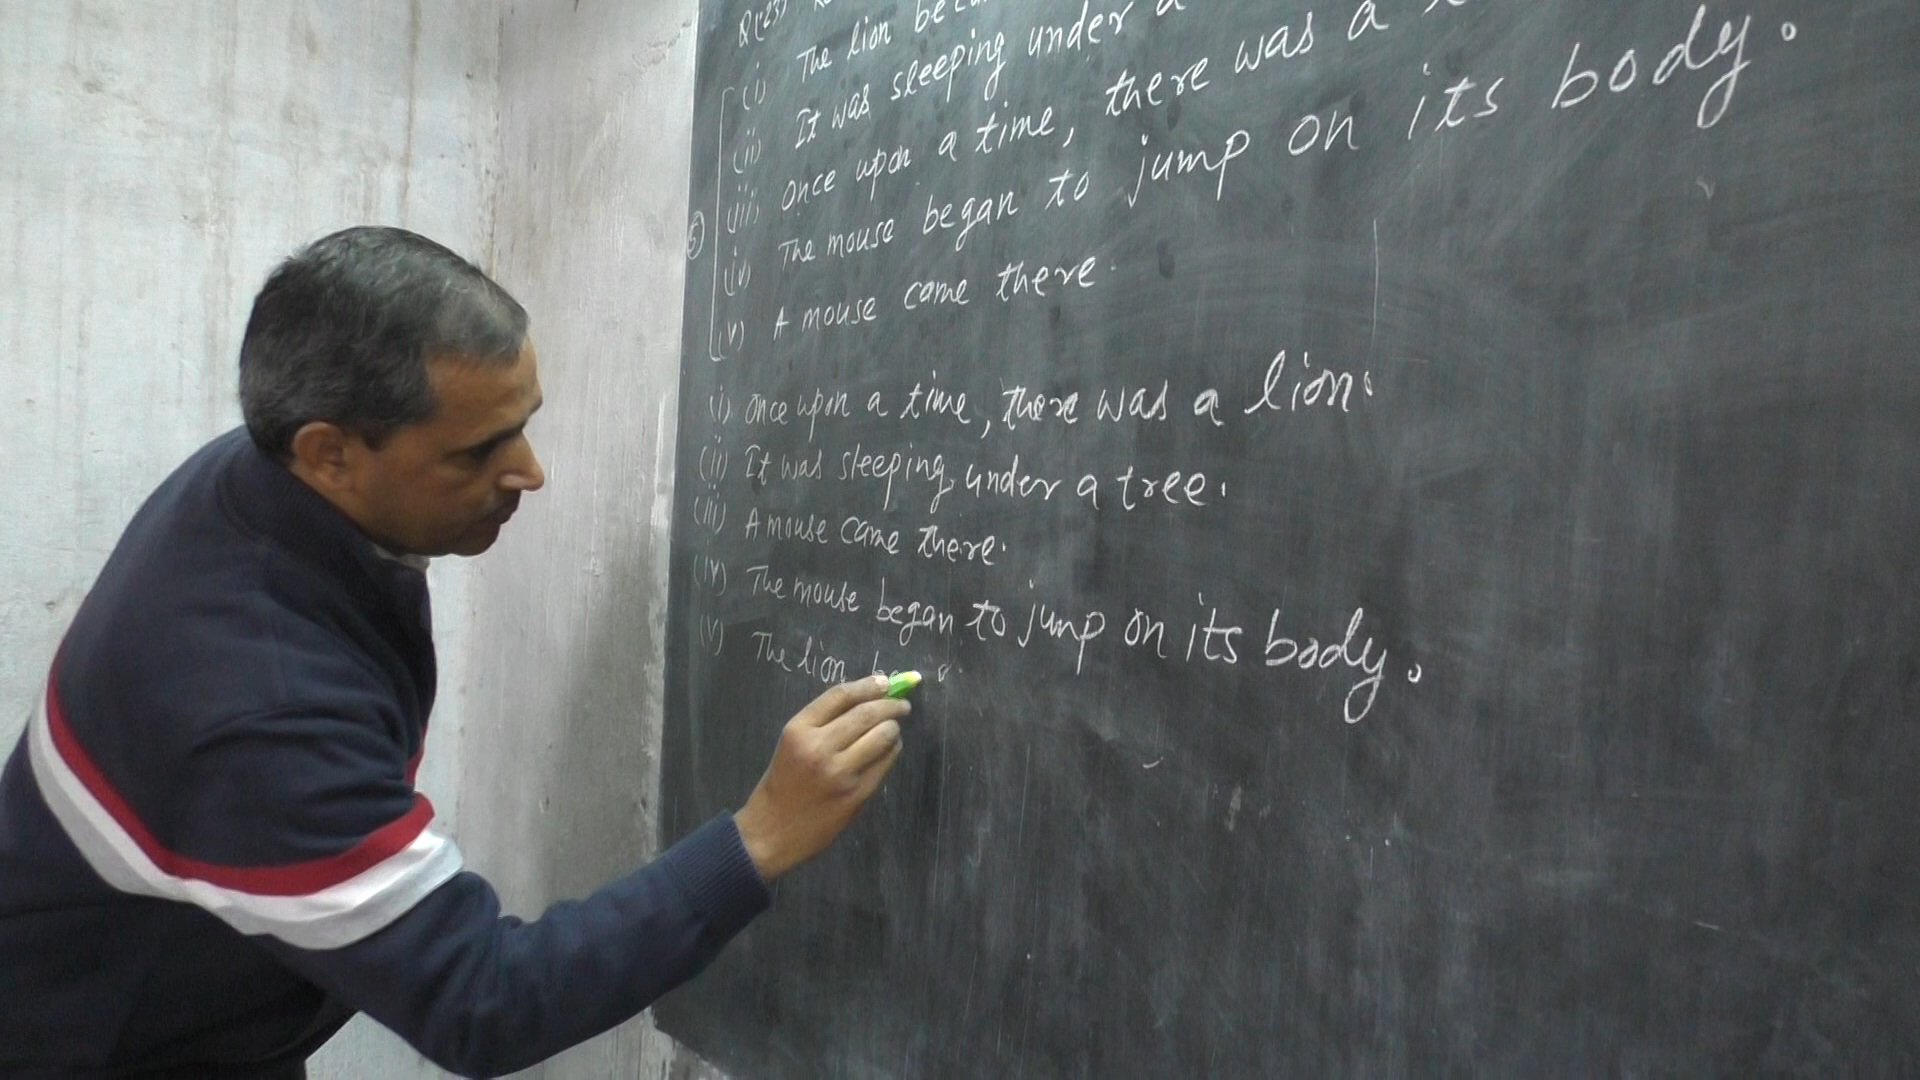 Q(23)
(i) The lion
(ii) It was sleeping under a
(iii) Once upon a time, there was a
(iv) The mouse began to jump on its body.
(v) A mouse came there.
(5)
(i) Once upon a time, there was a lion.
(ii) It was sleeping under a tree.
(iii) A mouse came there.
(iv) The mouse began to jump on its body.
(v) The lion